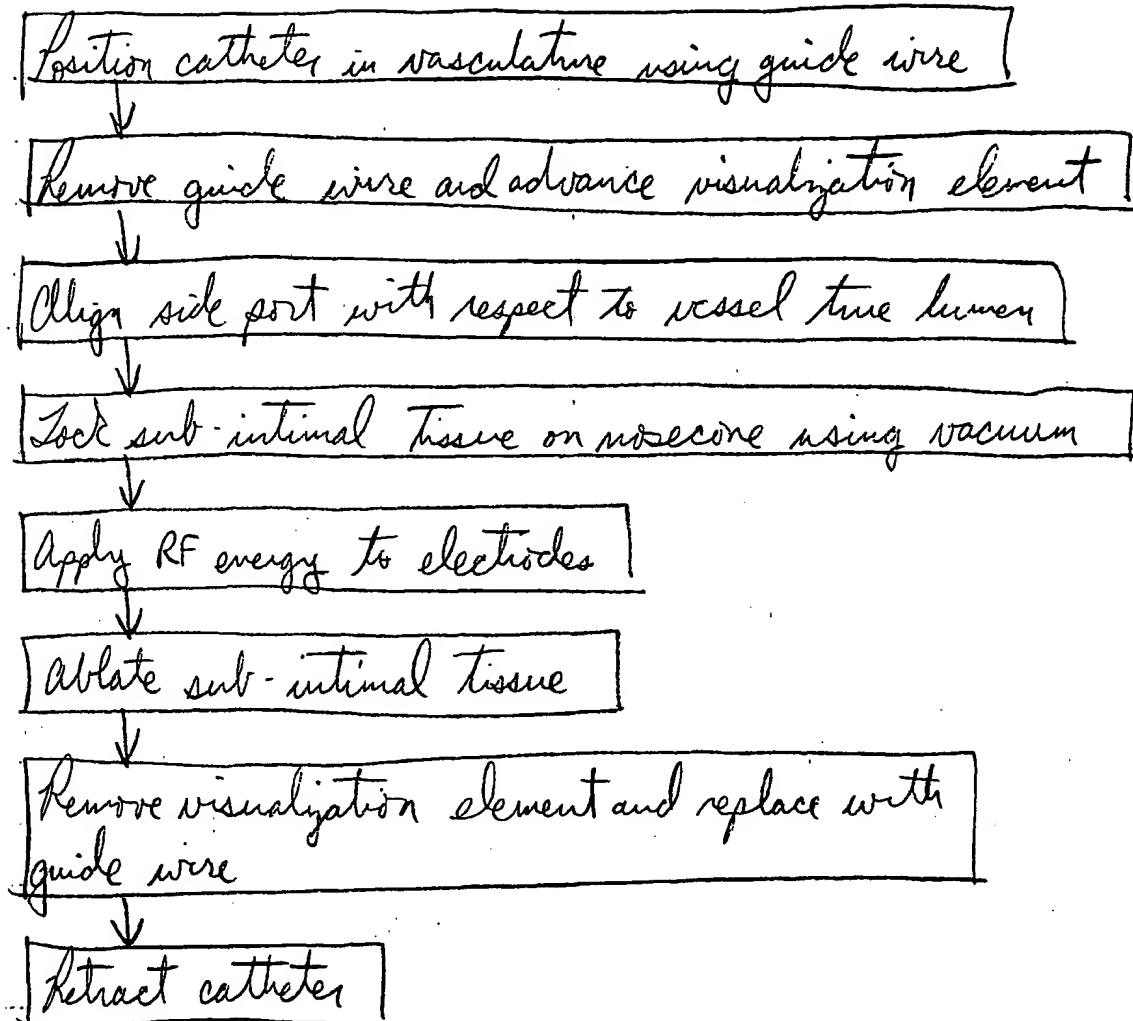 Position catheter in vasculature using guide wire
Remove guide wire and advance visualization element
Align side port with respect to vessel true lumen
Lock sub-intimal tissue on nosecone using vacuum
Apply RF energy to electrodes
Ablate sub-intimal tissue
Remove visualization element and replace with
guide wire
Retract catheter